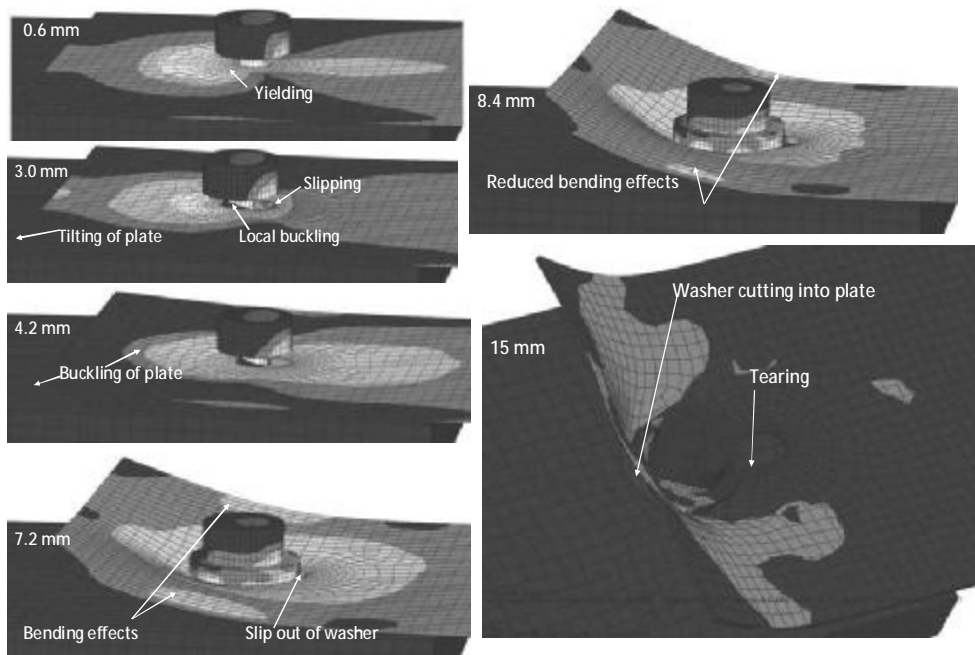 0.6 mm
Yielding
3.0 mm
Slipping
Tilting of plate
Local buckling
4.2 mm
Buckling of plate
7.2 mm
Bending effects
Slip out of washer
8.4 mm
Reduced bending effects
Washer cutting into plate
15 mm
Tearing